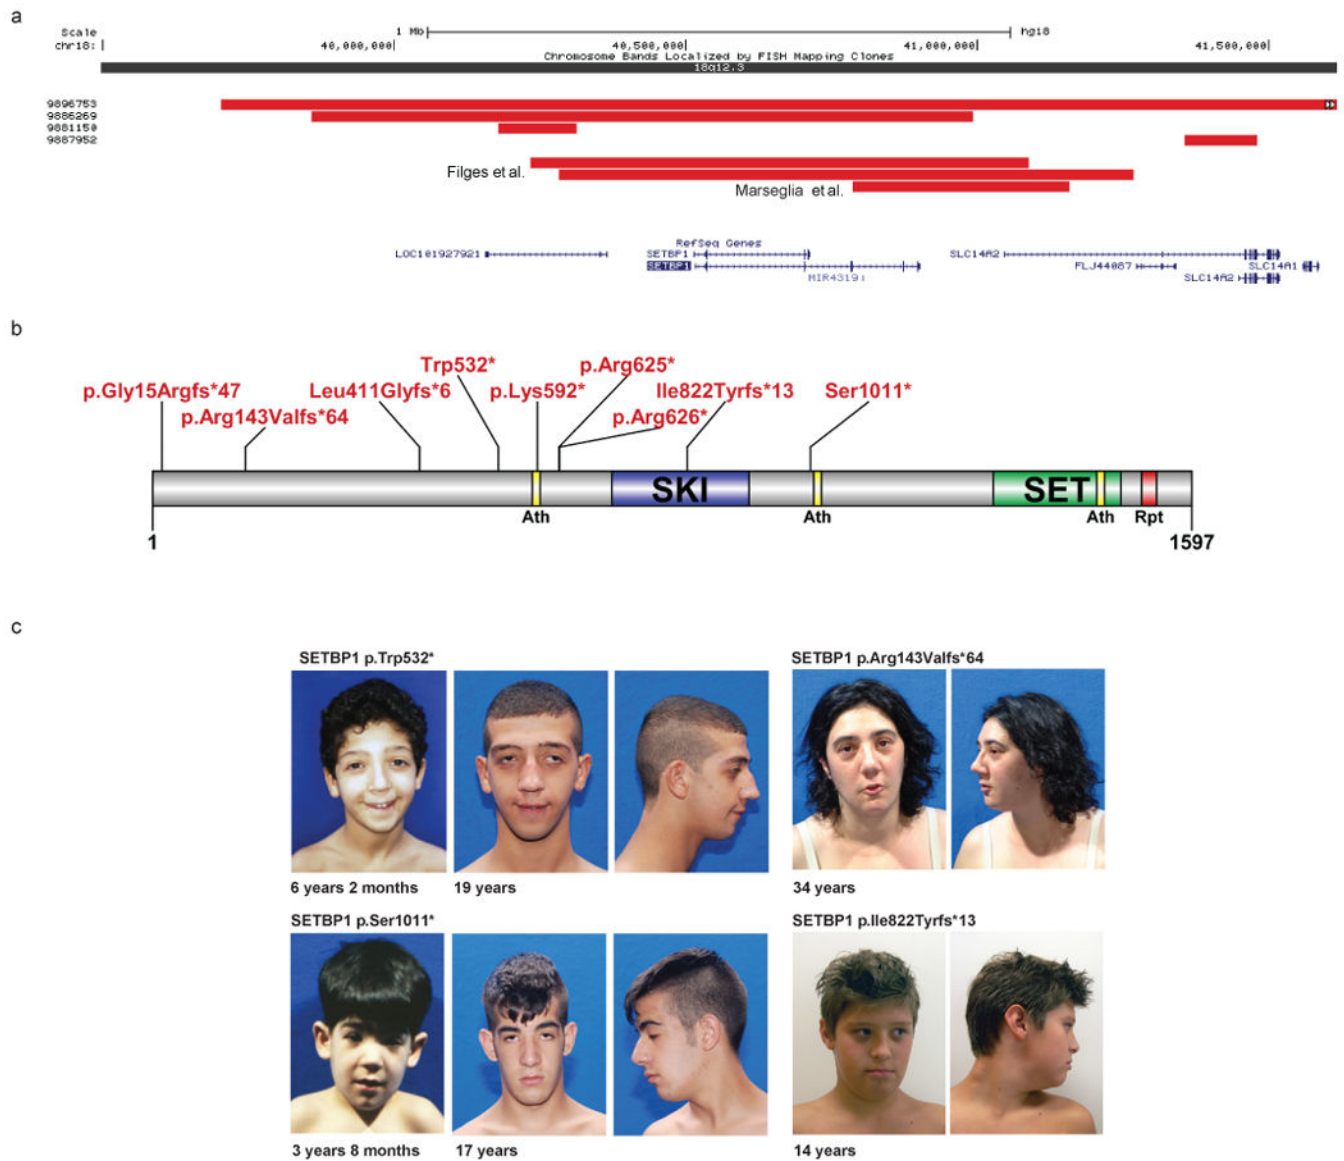 a
Scale 1 Mb hg18
chr18: 40,000,000 40,500,000 41,000,000 41,500,000
Chromosome Bands Localized by FISH Mapping Clones
18q12.3
9896753
9886269
9881150
9887952
Filges et al.
Marseglia et al.
RefSeq Genes
LOC101927921 SETBP1 SLC14A2
SETBP1 FLJ44087 SLC14A1
MIR4319 SLC14A2
b
Trp532* p.Arg625*
p.Gly15Argfs*47 Leu411Glyfs*6 p.Lys592* Ile822Tyrfs*13 Ser1011*
p.Arg143Valfs*64 p.Arg626*
SKI SET
Ath Ath Ath Rpt
1 1597
c
SETBP1 p.Trp532* SETBP1 p.Arg143Valfs*64
6 years 2 months 19 years 34 years
SETBP1 p.Ser1011* SETBP1 p.Ile822Tyrfs*13
3 years 8 months 17 years 14 years